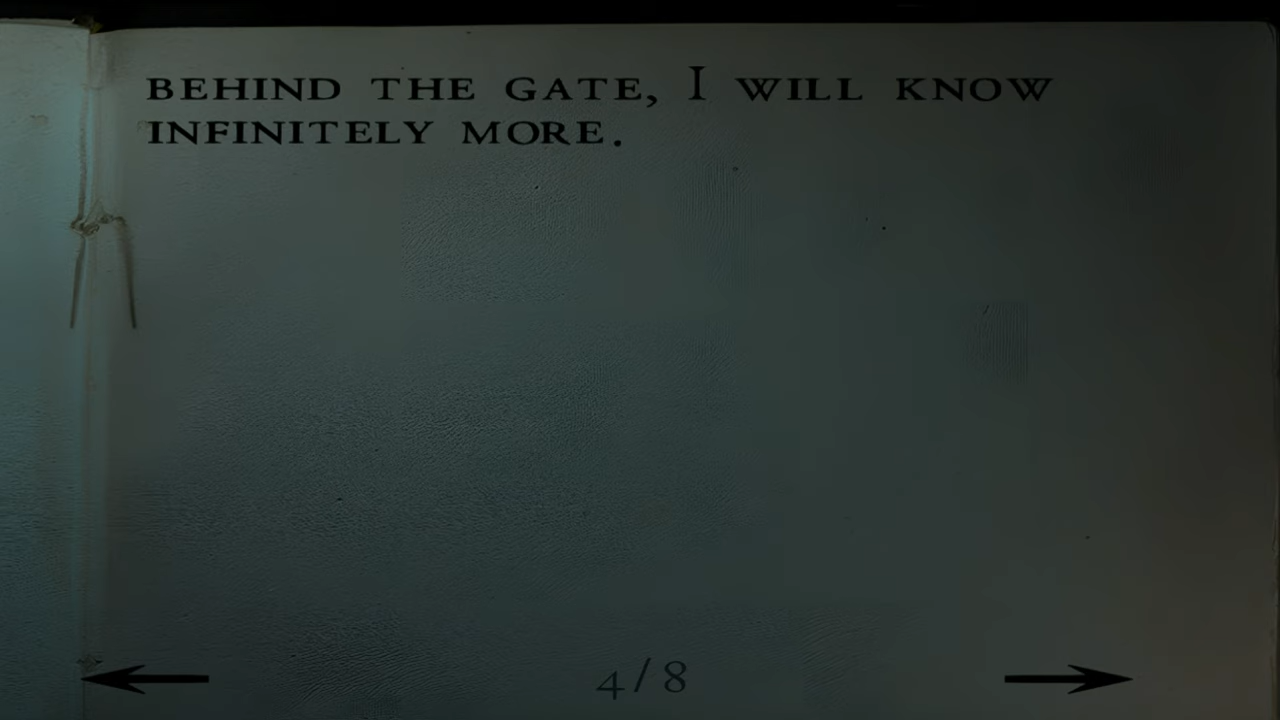 BEHIND THE GATE, I WILL KNOW
INFINITELY MORE.
4/8